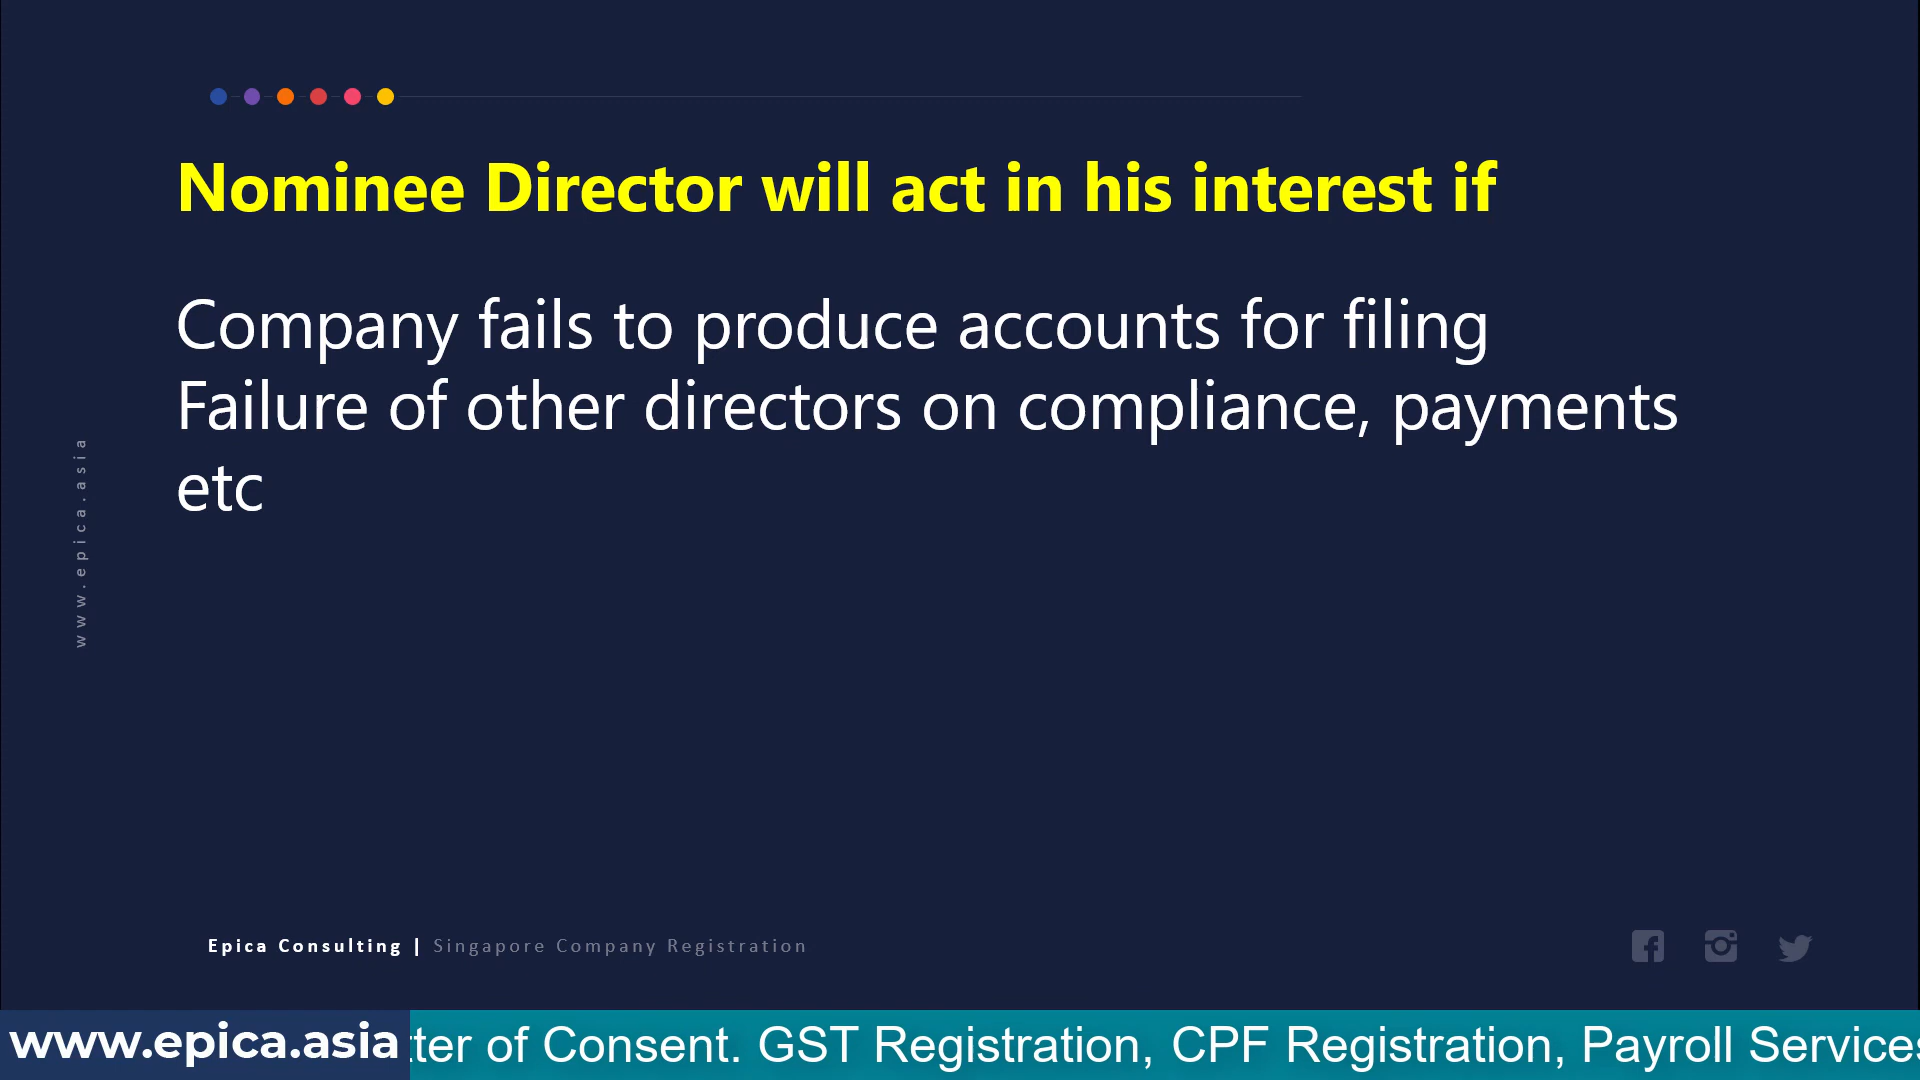 Nominee Director will act in his interest if
Company fails to produce accounts for filing
Failure of other directors on compliance, payments
etc
www.epica.asia
Epica Consulting | Singapore Company Registration
www.epica.asia
of Consent. GST Registration, CPF Registration, Payroll Services